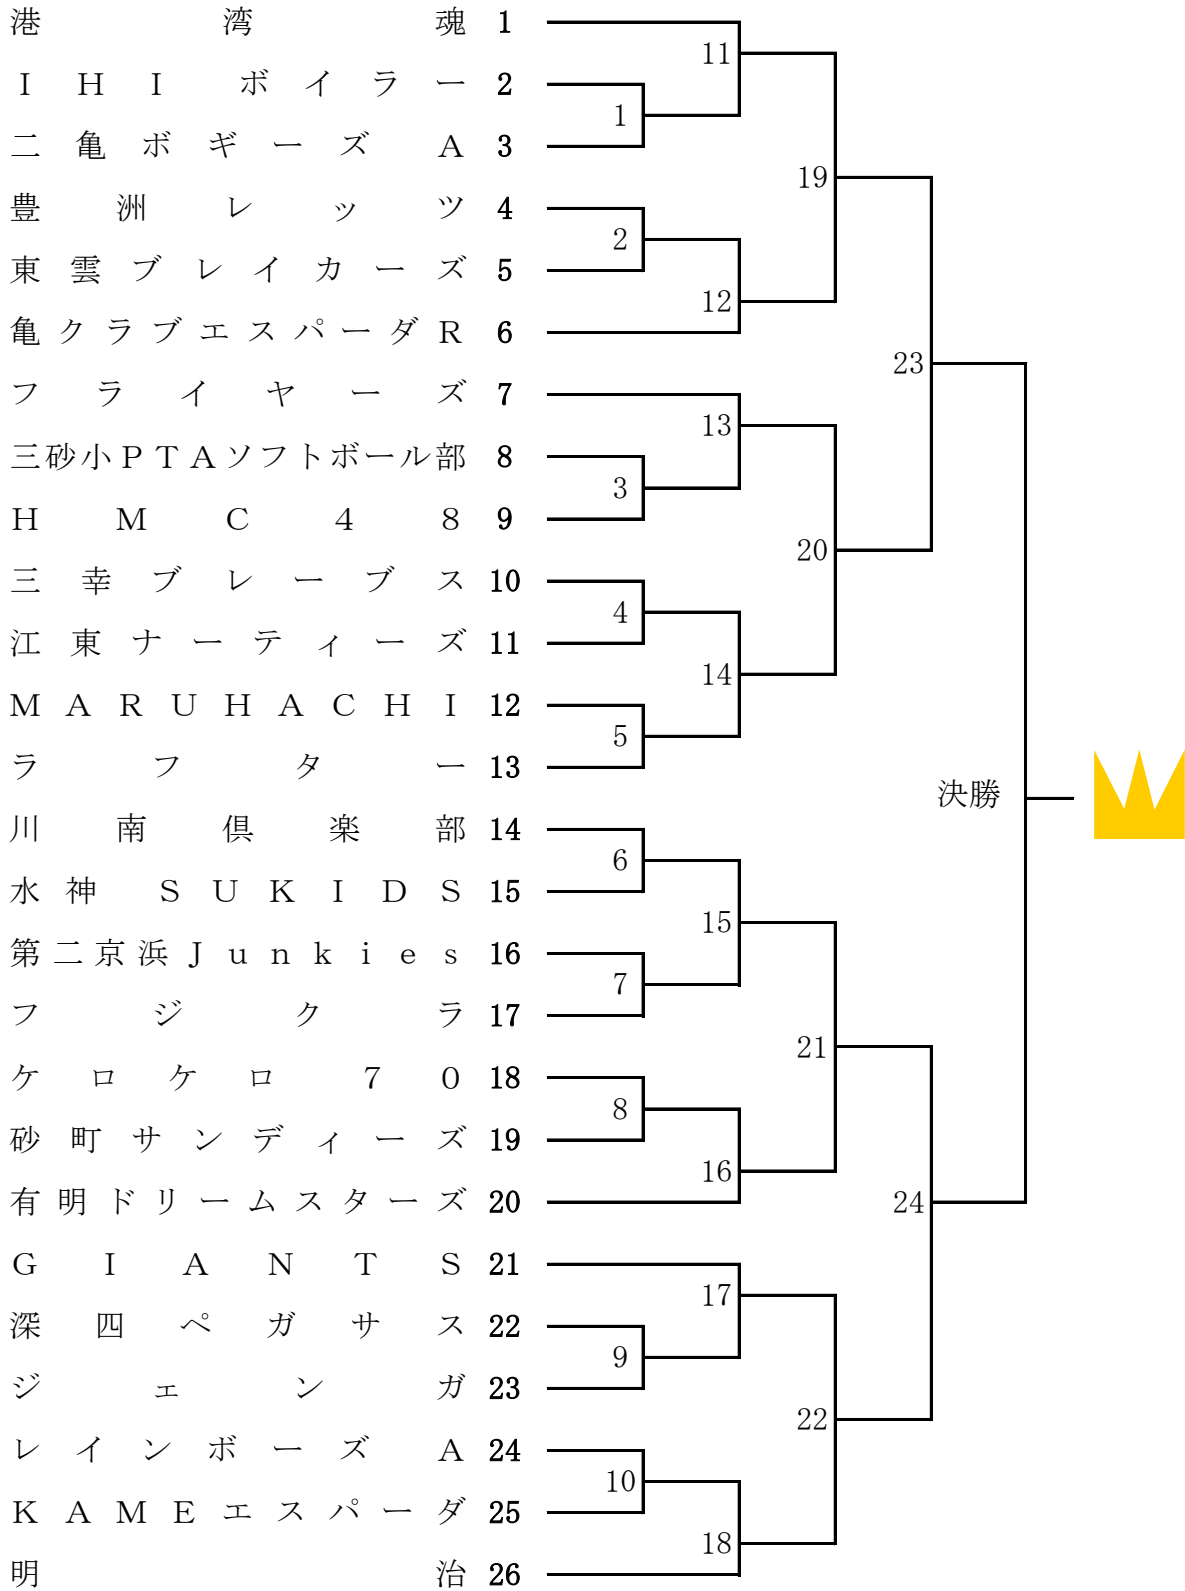 港湾魂 1
11
ＩＨＩボイラー 2
1
二亀ボギーズＡ 3
19
豊洲レッツ 4
2
東雲ブレイカーズ 5
12
亀クラブエスパーダＲ 6
23
フライヤーズ 7
13
三砂小ＰＴＡソフトボール部 8
3
ＨＭＣ４８ 9
20
三幸ブレーブス 10
4
江東ナーティーズ 11
14
ＭＡＲＵＨＡＣＨＩ 12
5
ラフター 13
決勝
川南倶楽部 14
6
水神ＳＵＫＩＤＳ 15
15
第二京浜Ｊｕｎｋｉｅｓ 16
7
フジクラ 17
21
ケロケロ７０ 18
8
砂町サンディーズ 19
16
有明ドリームスターズ 20
24
ＧＩＡＮＴＳ 21
17
深四ペガサス 22
9
ジェンガ 23
22
レインボーズＡ 24
10
ＫＡＭＥエスパーダ 25
18
明治 26